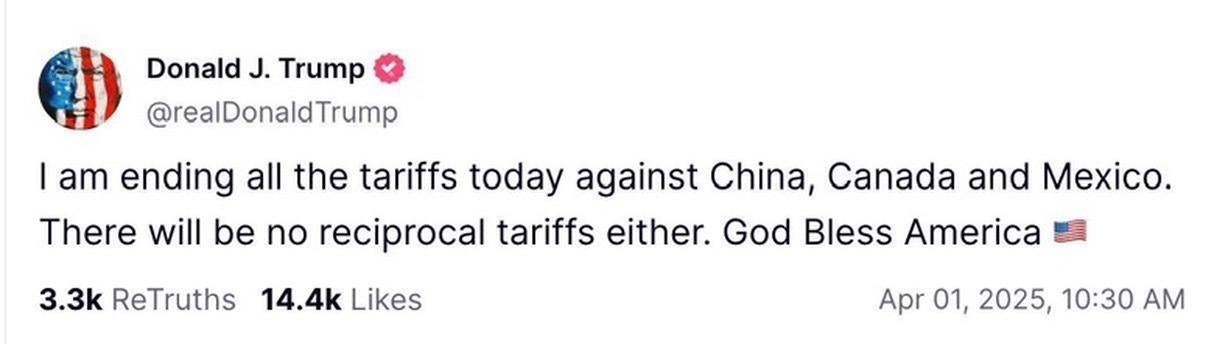 Donald J. Trump
@realDonaldTrump
I am ending all the tariffs today against China, Canada and Mexico.
There will be no reciprocal tariffs either. God Bless America 🇺🇸
3.3k ReTruths 14.4k Likes Apr 01, 2025, 10:30 AM